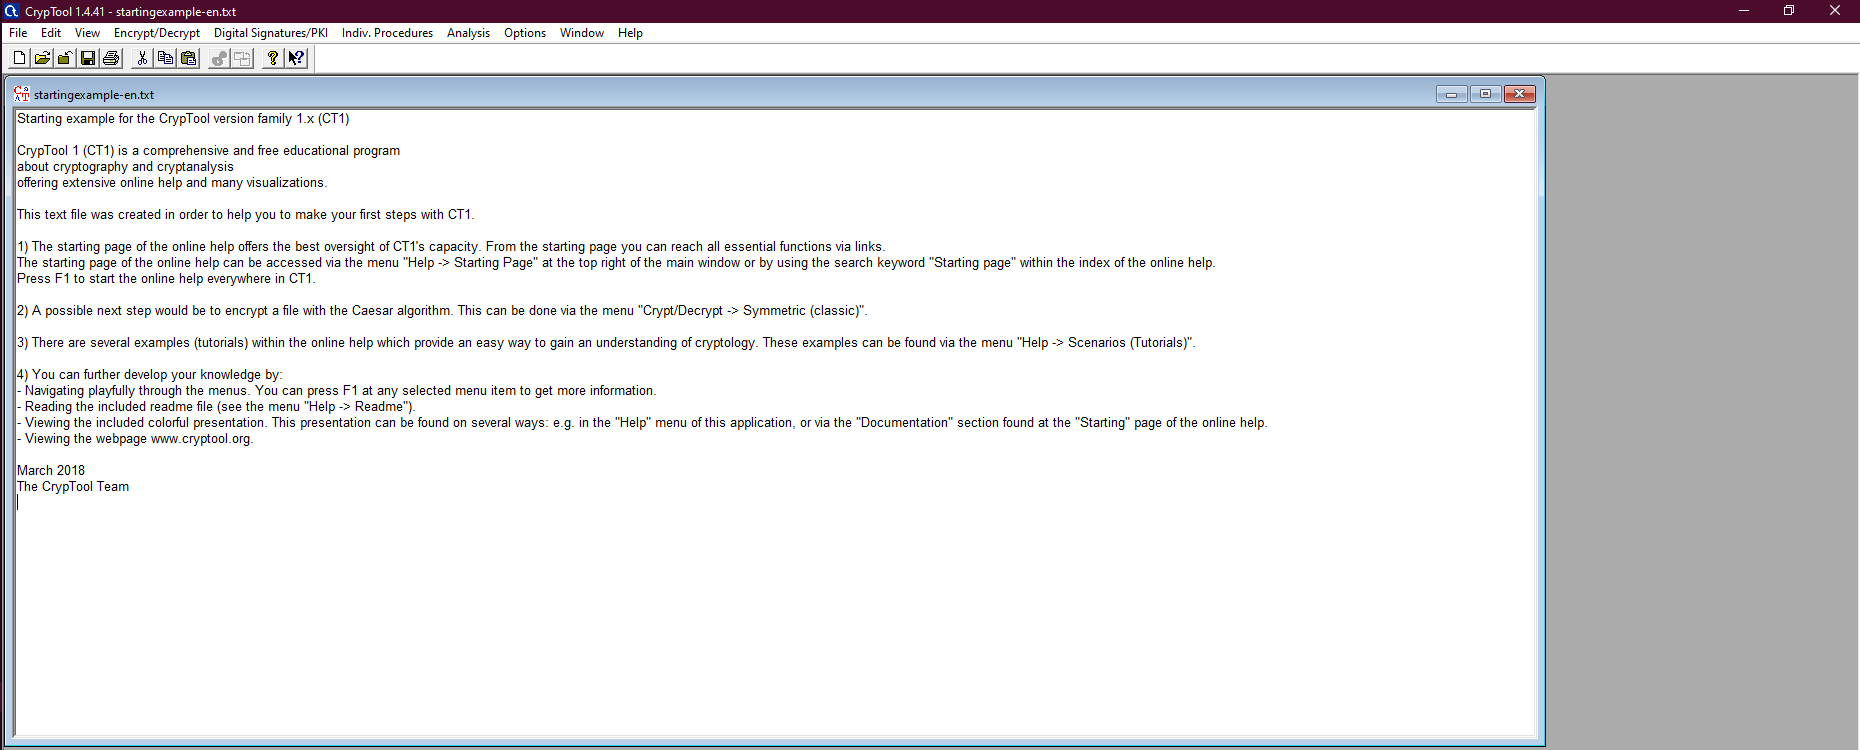 CrypTool 1.4.41 - startingexample-en.txt
File Edit View Encrypt/Decrypt Digital Signatures/PKI Indiv. Procedures Analysis Options Window Help
startingexample-en.txt
Starting example for the CrypTool version family 1.x (CT1)
CrypTool 1 (CT1) is a comprehensive and free educational program
about cryptography and cryptanalysis
offering extensive online help and many visualizations.
This text file was created in order to help you to make your first steps with CT1.
1) The starting page of the online help offers the best oversight of CT1's capacity. From the starting page you can reach all essential functions via links.
The starting page of the online help can be accessed via the menu "Help -> Starting Page" at the top right of the main window or by using the search keyword "Starting page" within the index of the online help.
Press F1 to start the online help everywhere in CT1.
2) A possible next step would be to encrypt a file with the Caesar algorithm. This can be done via the menu "Crypt/Decrypt -> Symmetric (classic)".
3) There are several examples (tutorials) within the online help which provide an easy way to gain an understanding of cryptology. These examples can be found via the menu "Help -> Scenarios (Tutorials)".
4) You can further develop your knowledge by:
- Navigating playfully through the menus. You can press F1 at any selected menu item to get more information.
- Reading the included readme file (see the menu "Help -> Readme").
- Viewing the included colorful presentation. This presentation can be found on several ways: e.g. in the "Help" menu of this application, or via the "Documentation" section found at the "Starting" page of the online help.
- Viewing the webpage www.cryptool.org.
March 2018
The CrypTool Team